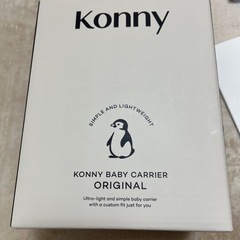 Konny
SIMPLE AND LIGHTWEIGHT
KONNY BABY CARRIER
ORIGINAL
Ultra-light and simple baby carrier
with a custom fit just for you